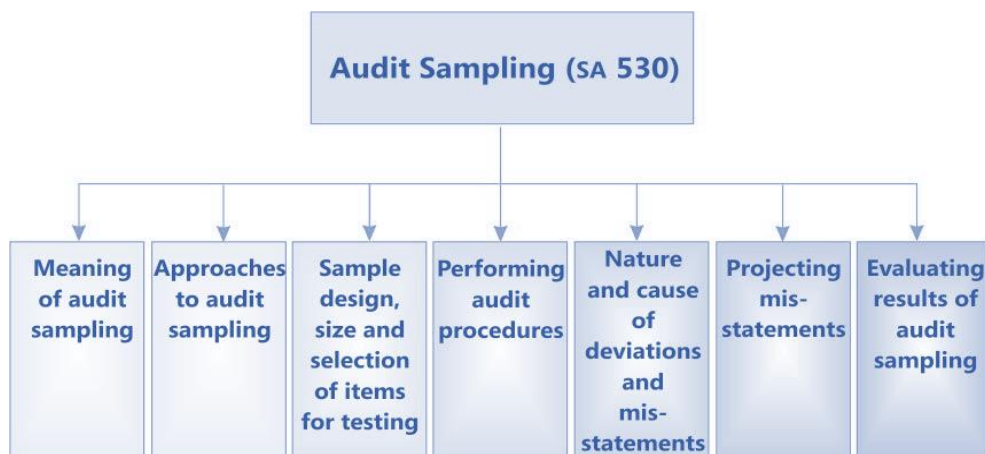 Audit Sampling (SA 530)
Meaning
of audit
sampling
Approaches
to audit
sampling
Sample
design,
size and
selection
of items
for testing
Performing
audit
procedures
Nature
and cause
of
deviations
and
mis-
statements
Projecting
mis-
statements
Evaluating
results of
audit
sampling